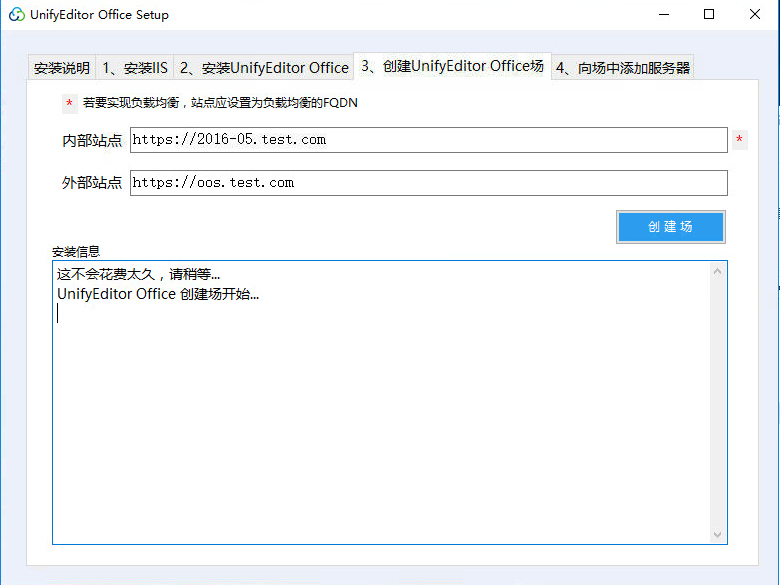 UnifyEditor Office Setup
安装说明 1、安装IIS 2、安装UnifyEditor Office 3、创建UnifyEditor Office场 4、向场中添加服务器
* 若要实现负载均衡，站点应设置为负载均衡的FQDN
内部站点 https://2016-05.test.com *
外部站点 https://oos.test.com
创 建 场
安装信息
这不会花费太久，请稍等...
UnifyEditor Office 创建场开始...